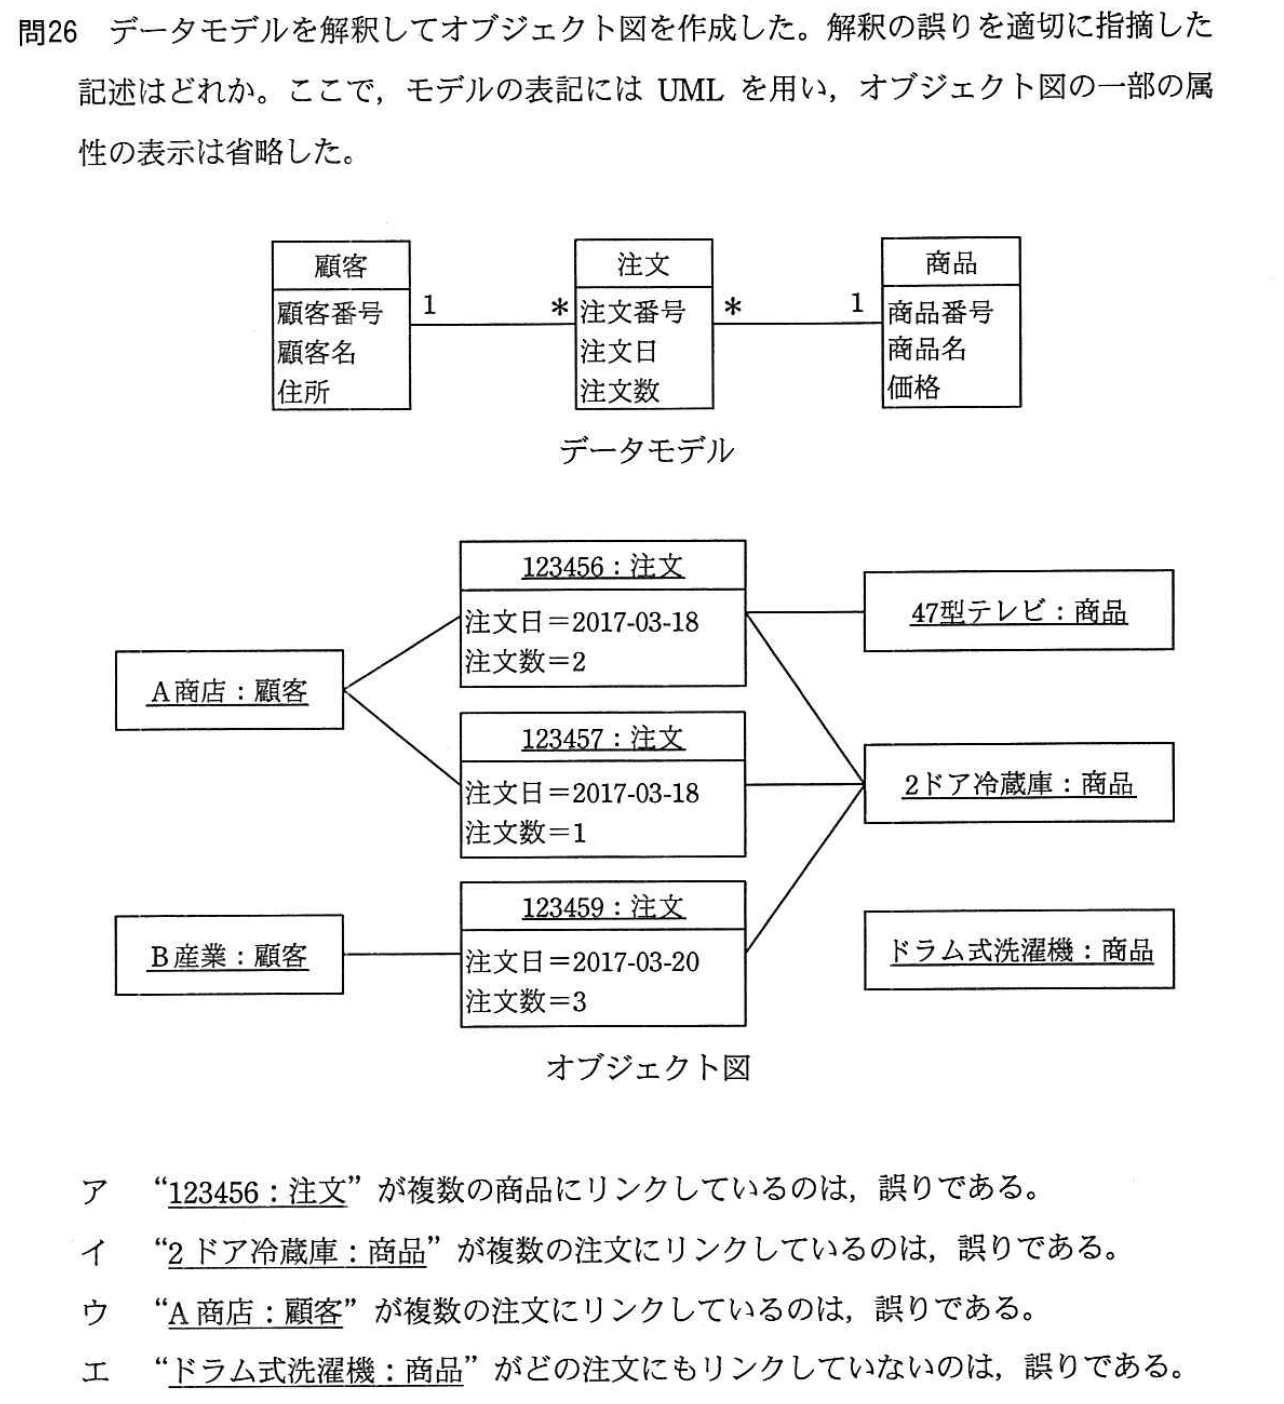 問26 データモデルを解釈してオブジェクト図を作成した。解釈の誤りを適切に指摘した
記述はどれか。ここで，モデルの表記には UML を用い，オブジェクト図の一部の属
性の表示は省略した。
顧客
顧客番号
顧客名
住所
1
*
注文
注文番号
注文日
注文数
*
1
商品
商品番号
商品名
価格
データモデル
A商店：顧客
B産業：顧客
123456：注文
注文日＝2017-03-18
注文数＝2
123457：注文
注文日＝2017-03-18
注文数＝1
123459：注文
注文日＝2017-03-20
注文数＝3
47型テレビ：商品
2ドア冷蔵庫：商品
ドラム式洗濯機：商品
オブジェクト図
ア “123456：注文” が複数の商品にリンクしているのは，誤りである。
イ “2ドア冷蔵庫：商品” が複数の注文にリンクしているのは，誤りである。
ウ “A商店：顧客” が複数の注文にリンクしているのは，誤りである。
エ “ドラム式洗濯機：商品” がどの注文にもリンクしていないのは，誤りである。